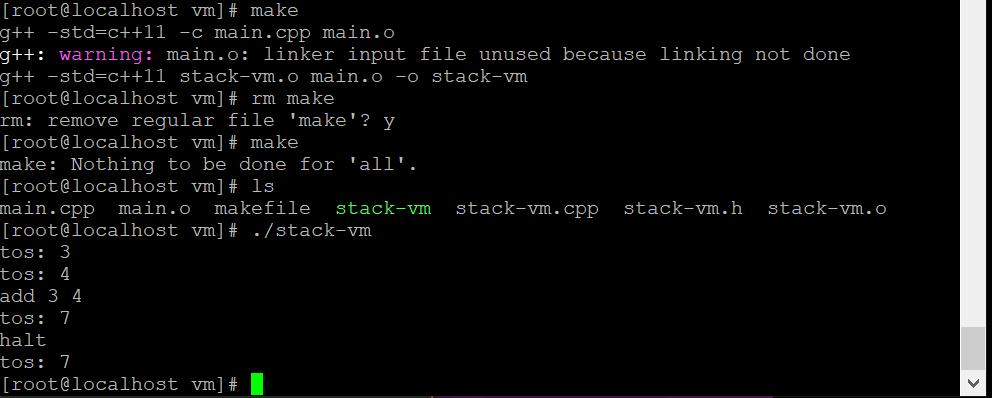 [root@localhost vm]# make
g++ -std=c++11 -c main.cpp main.o
g++: warning: main.o: linker input file unused because linking not done
g++ -std=c++11 stack-vm.o main.o -o stack-vm
[root@localhost vm]# rm make
rm: remove regular file 'make'? y
[root@localhost vm]# make
make: Nothing to be done for 'all'.
[root@localhost vm]# ls
main.cpp  main.o  makefile  stack-vm  stack-vm.cpp  stack-vm.h  stack-vm.o
[root@localhost vm]# ./stack-vm
tos: 3
tos: 4
add 3 4
tos: 7
halt
tos: 7
[root@localhost vm]#